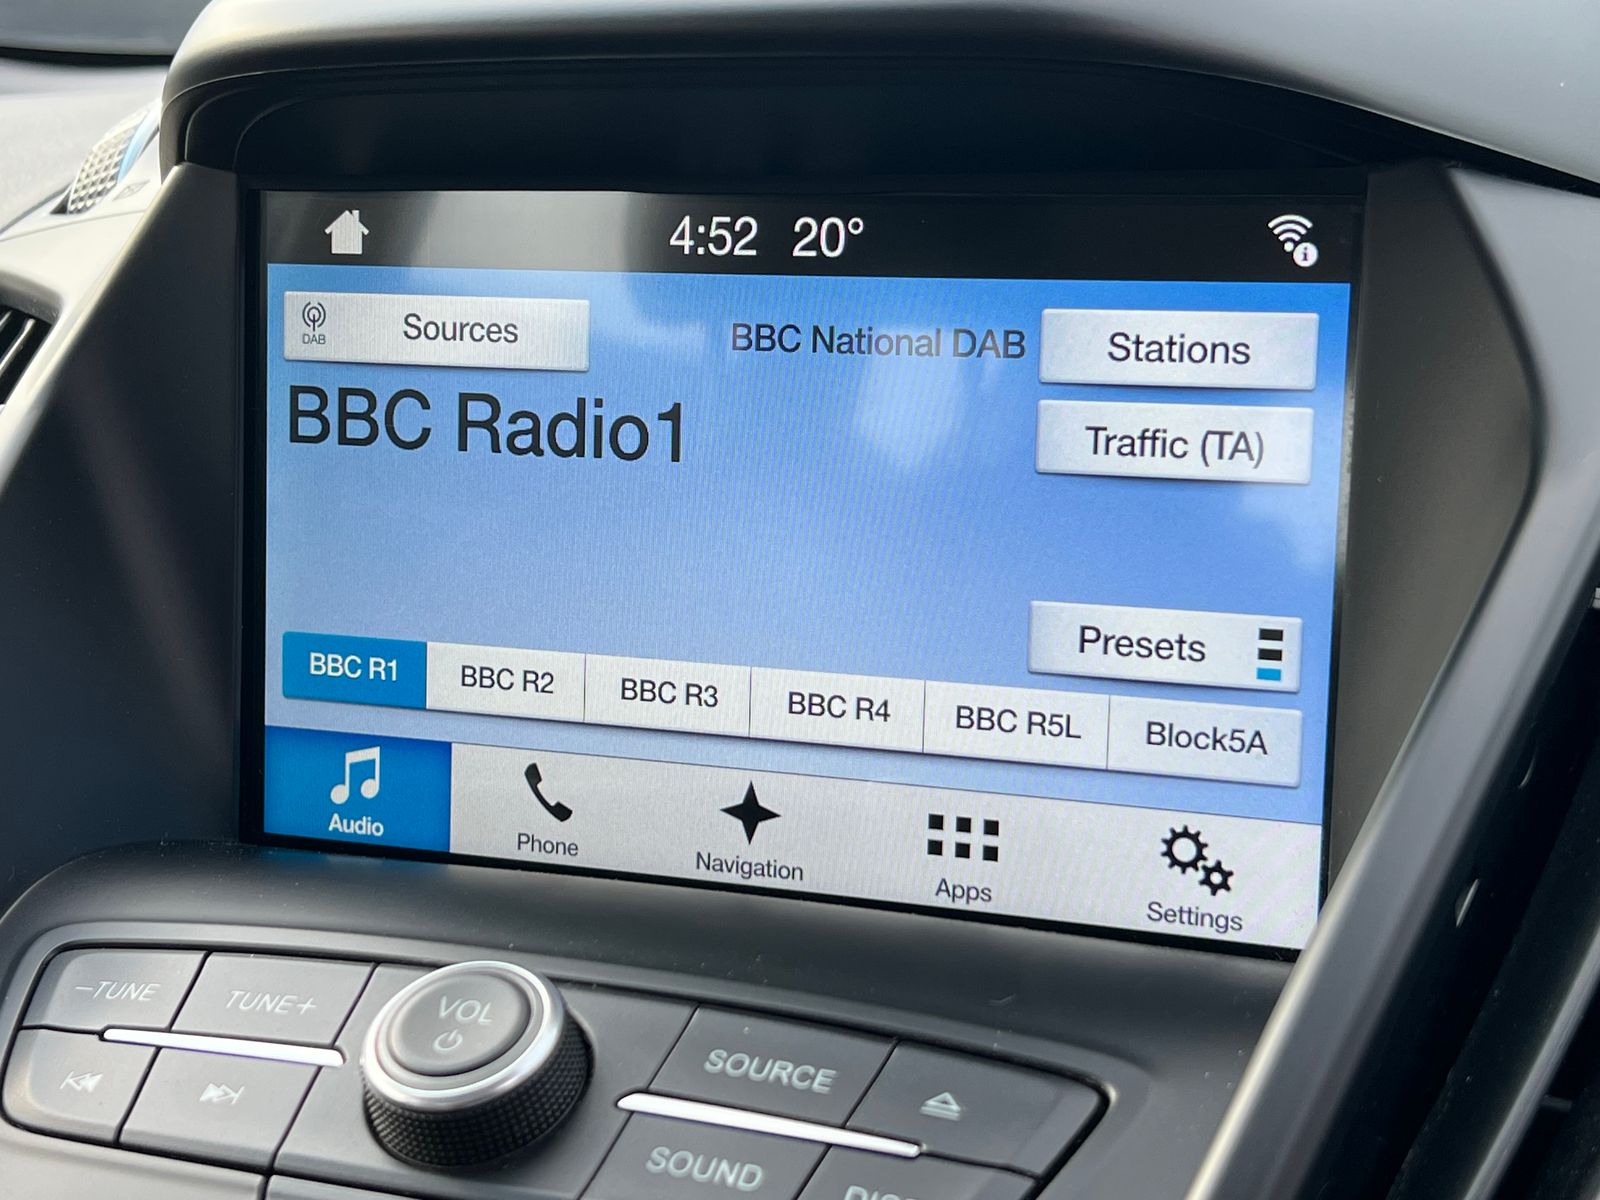 4:52 20°
DAB
Sources
BBC National DAB
Stations
BBC Radio1
Traffic (TA)
Presets
BBC R1
BBC R2
BBC R3
BBC R4
BBC R5L
Block5A
Audio
Phone
Navigation
Apps
Settings
–TUNE
TUNE+
VOL
SOURCE
SOUND